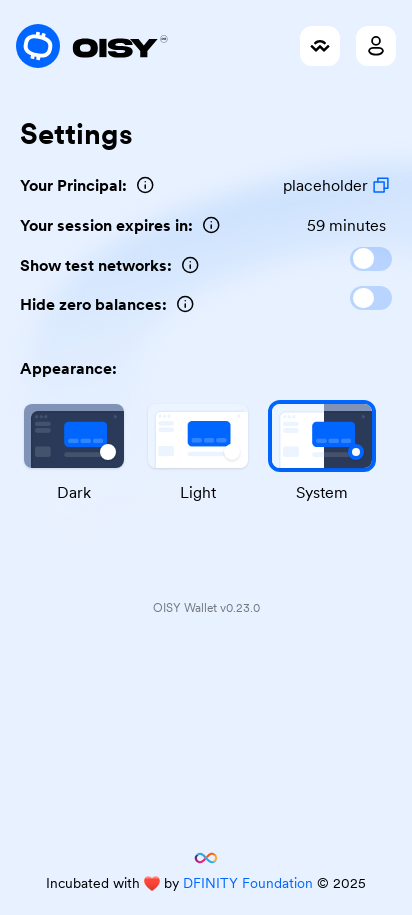 OISY
Settings
Your Principal: placeholder
Your session expires in: 59 minutes
Show test networks:
Hide zero balances:
Appearance:
Dark Light System
OISY Wallet v0.23.0
Incubated with ❤️ by DFINITY Foundation © 2025